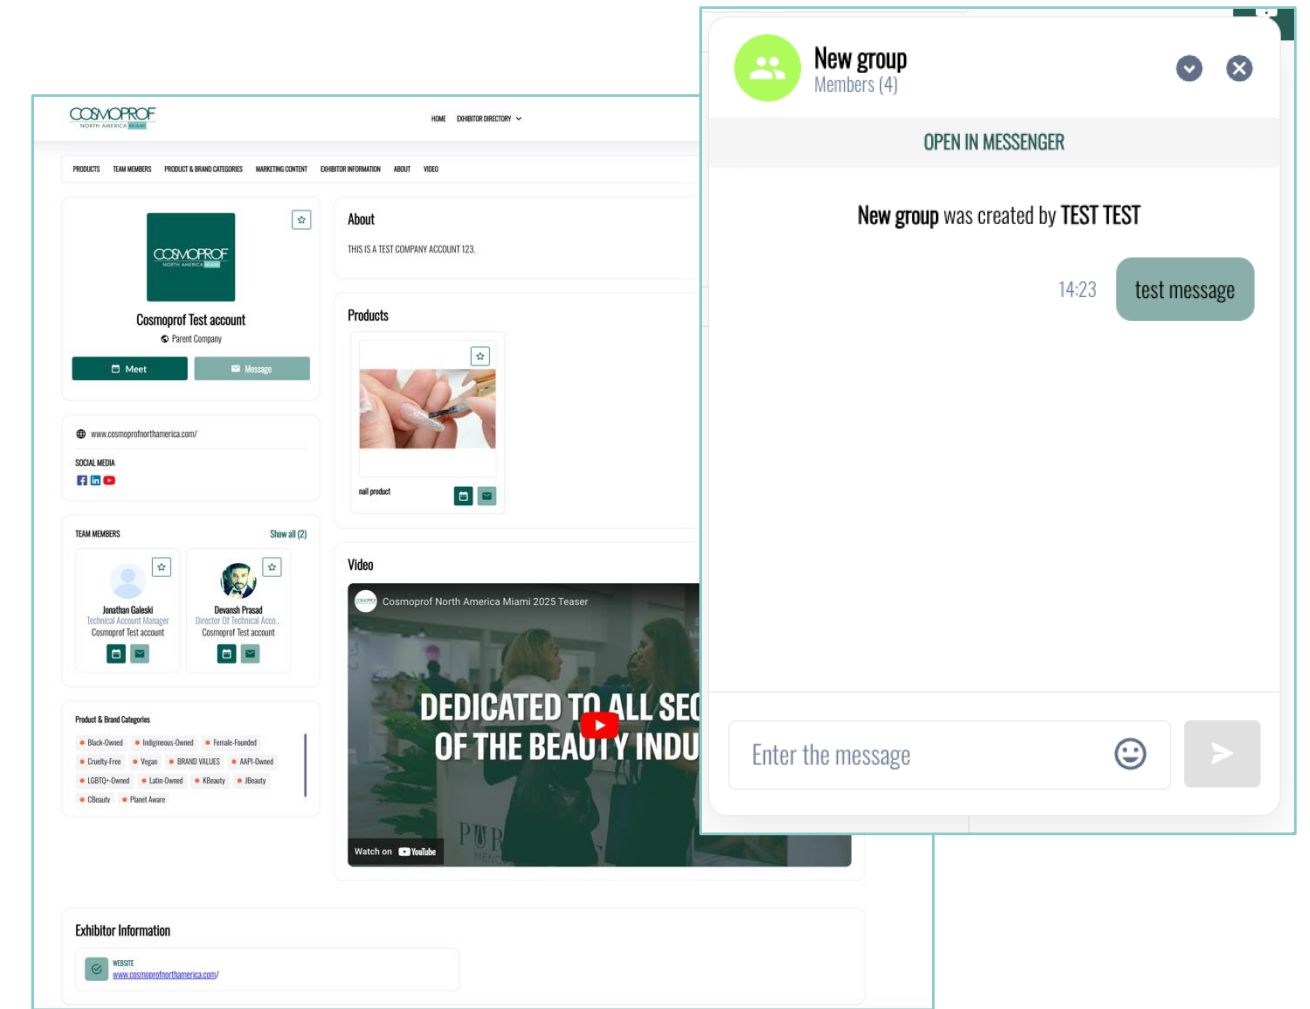 COSMOPROF
NORTH AMERICA MIAMI
HOME EXHIBITOR DIRECTORY
PRODUCTS TEAM MEMBERS PRODUCT & BRAND CATEGORIES MARKETING CONTENT EXHIBITOR INFORMATION ABOUT VIDEO
COSMOPROF
NORTH AMERICA MIAMI
Cosmoprof Test account
Parent Company
Meet Message
www.cosmoprofnorthamerica.com/
SOCIAL MEDIA
TEAM MEMBERS Show all (2)
Jonathan Galeski
Technical Account Manager
Cosmoprof Test account
Devansh Prasad
Director Of Technical Acco...
Cosmoprof Test account
Product & Brand Categories
Black-Owned Indigineous-Owned Female-Founded
Cruelty-Free Vegan BRAND VALUES AAPI-Owned
LGBTQ+-Owned Latin-Owned KBeauty JBeauty
CBeauty Planet Aware
About
THIS IS A TEST COMPANY ACCOUNT 123.
Products
nail product
Video
Cosmoprof North America Miami 2025 Teaser
DEDICATED TO ALL SEC
OF THE BEAUTY INDU
Watch on YouTube
Exhibitor Information
WEBSITE
www.cosmoprofnorthamerica.com/
New group
Members (4)
OPEN IN MESSENGER
New group was created by TEST TEST
14:23 test message
Enter the message